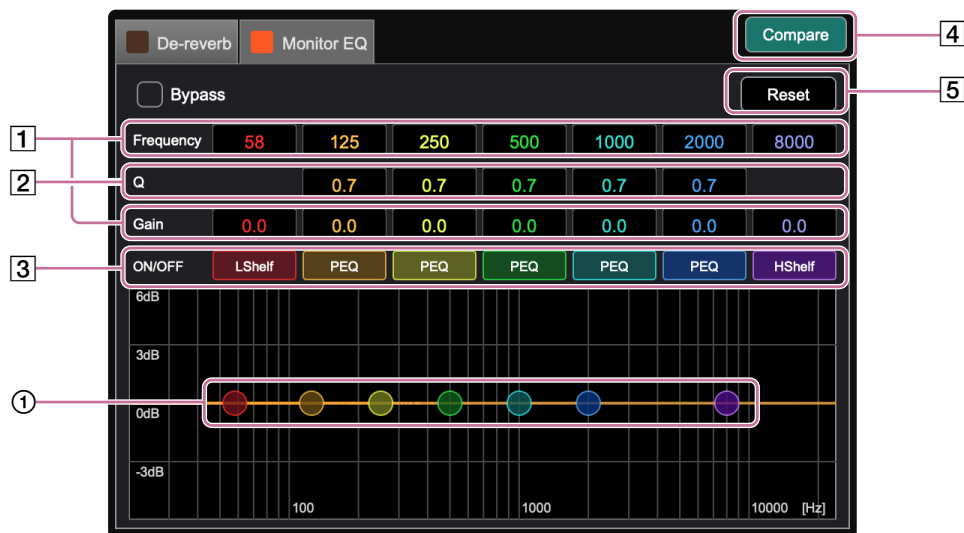 De-reverb Monitor EQ Compare 4
Bypass Reset 5
1 Frequency 58 125 250 500 1000 2000 8000
2 Q 0.7 0.7 0.7 0.7 0.7
Gain 0.0 0.0 0.0 0.0 0.0 0.0 0.0
3 ON/OFF LShelf PEQ PEQ PEQ PEQ PEQ HShelf
6dB
3dB
1 0dB
-3dB
100 1000 10000 [Hz]